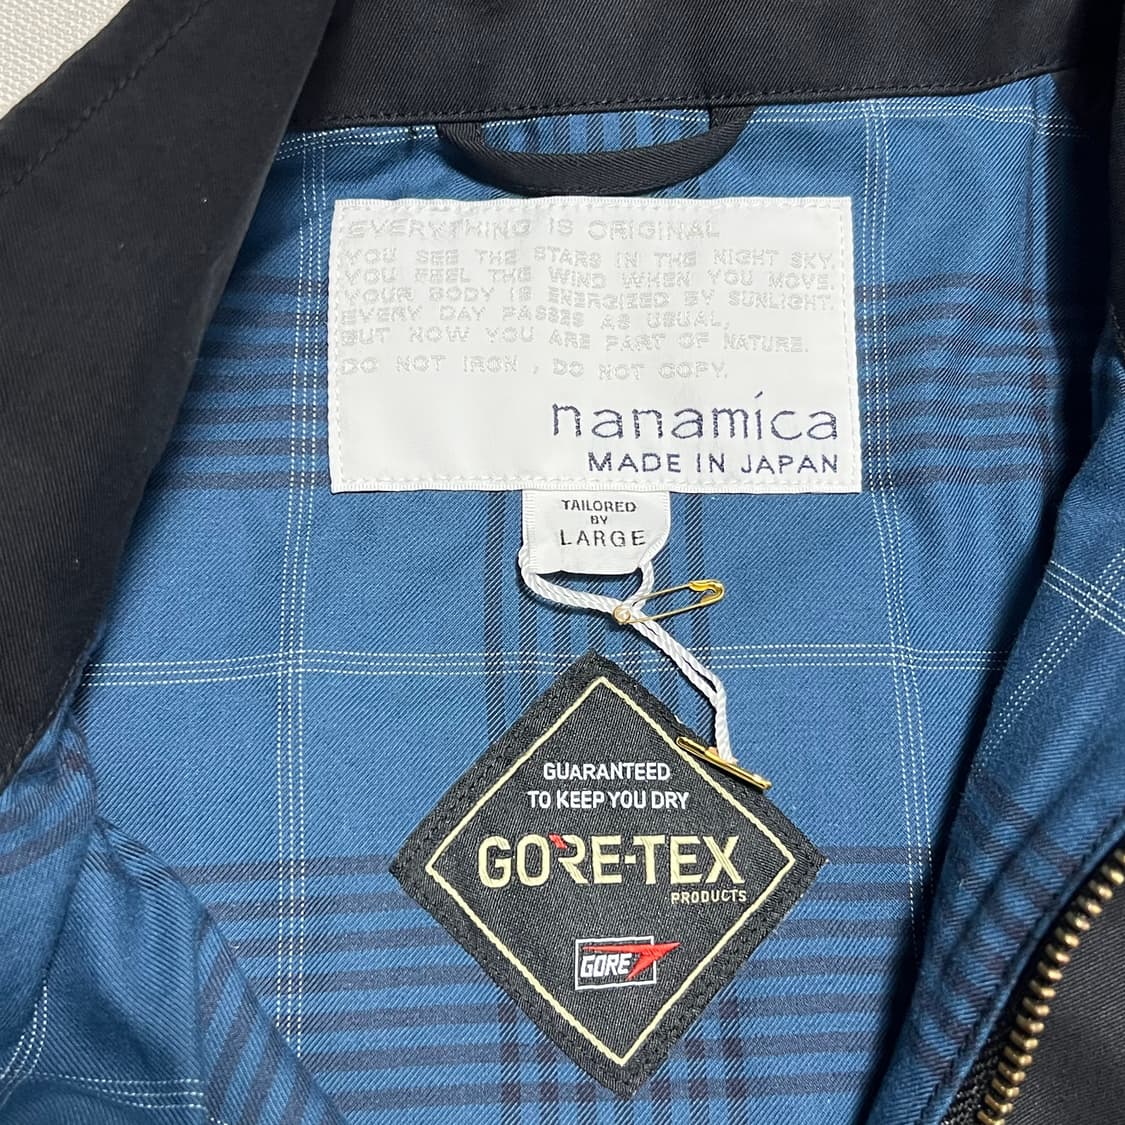 EVERYTHING IS ORIGINAL
YOU SEE THE STARS IN THE NIGHT SKY.
YOU FEEL THE WIND WHEN YOU MOVE.
YOUR BODY IS ENERGIZED BY SUNLIGHT.
EVERY DAY PASSES AS USUAL,
BUT NOW YOU ARE PART OF NATURE.
DO NOT IRON, DO NOT COPY.
nanamica
MADE IN JAPAN
TAILORED
BY
LARGE
GUARANTEED
TO KEEP YOU DRY
GORE-TEX
PRODUCTS
GORE